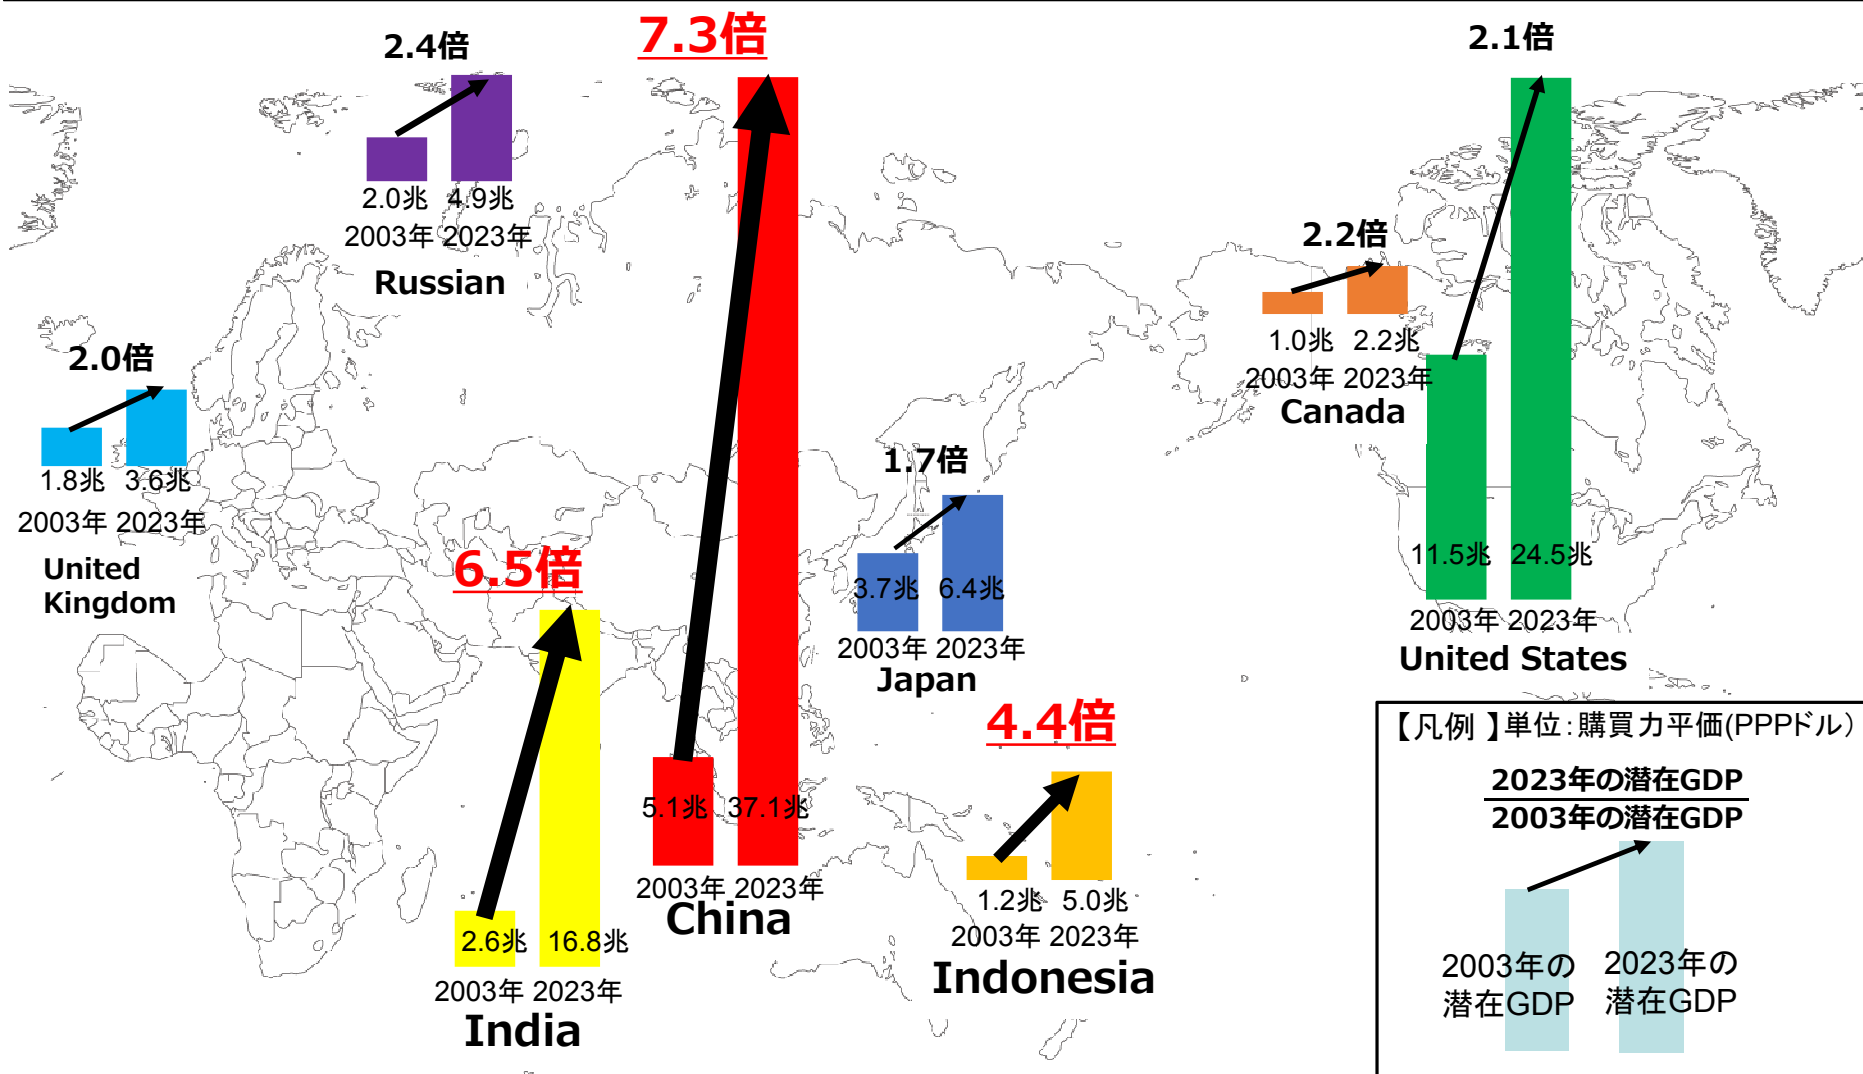 2.4倍
2.0兆 4.9兆
2003年 2023年
Russian
7.3倍
5.1兆 37.1兆
2003年 2023年
China
2.1倍
11.5兆 24.5兆
2003年 2023年
United States
2.2倍
1.0兆 2.2兆
2003年 2023年
Canada
2.0倍
1.8兆 3.6兆
2003年 2023年
United
Kingdom
6.5倍
2.6兆 16.8兆
2003年 2023年
India
1.7倍
3.7兆 6.4兆
2003年 2023年
Japan
4.4倍
1.2兆 5.0兆
2003年 2023年
Indonesia
【凡例】単位：購買力平価(PPPドル)
2023年の潜在GDP
2003年の潜在GDP
2003年の
潜在GDP
2023年の
潜在GDP